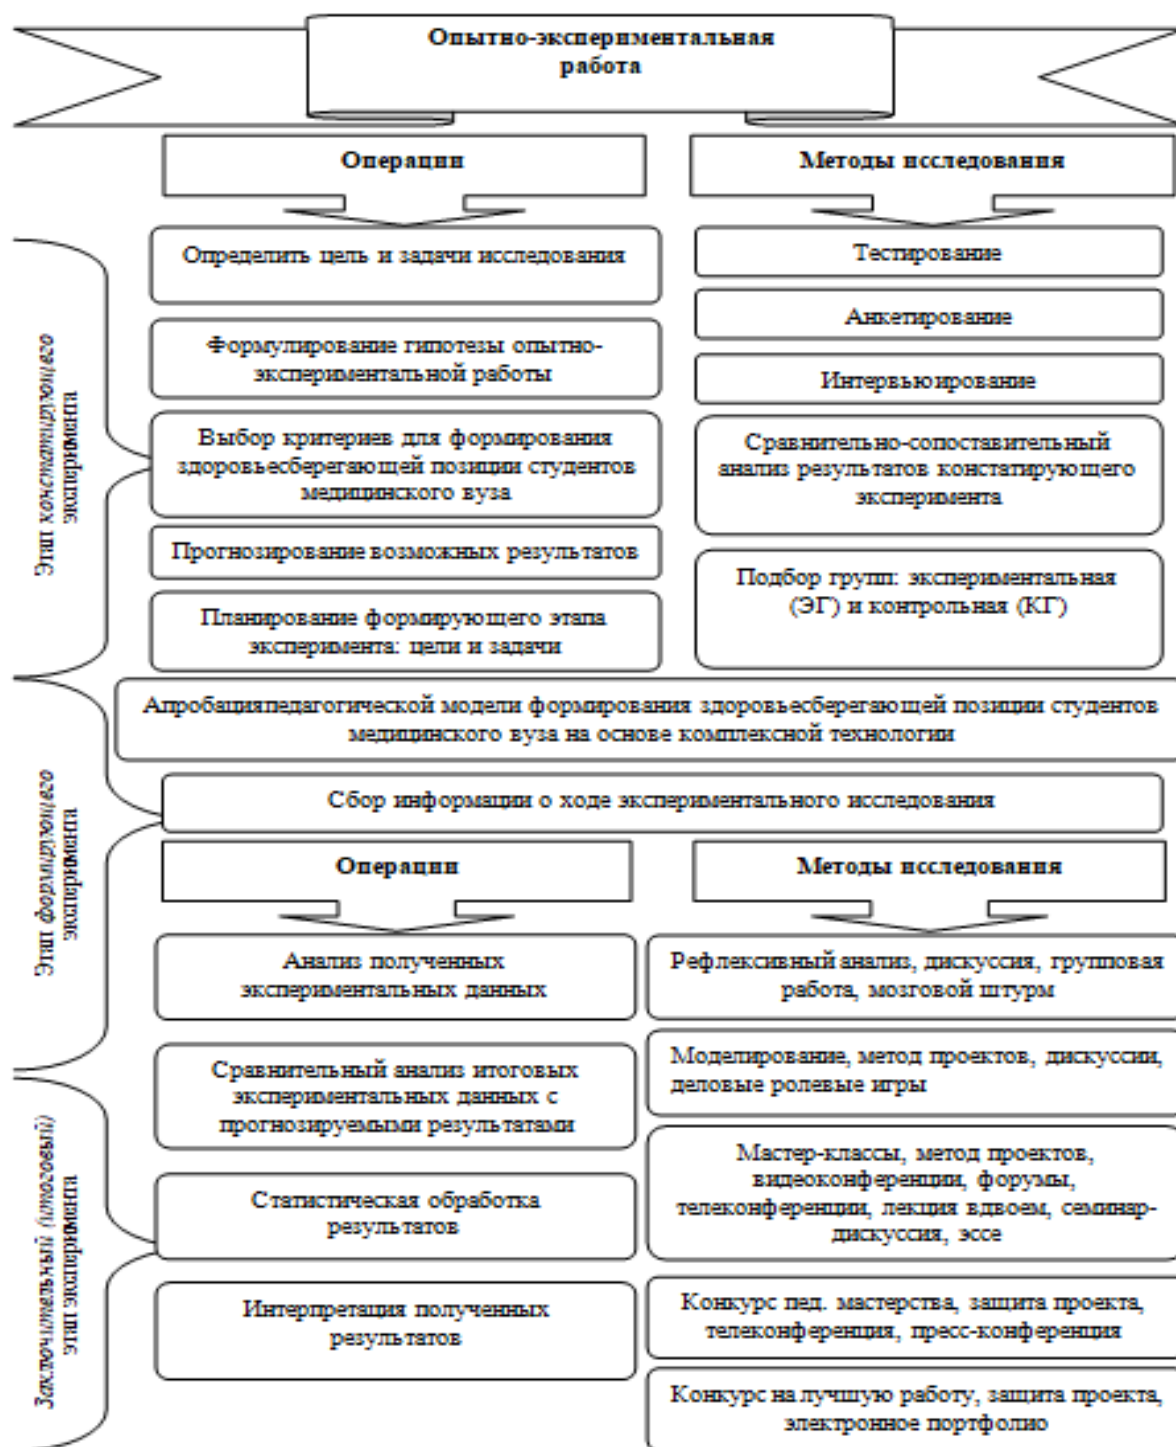 Опытно-экспериментальная
работа
Операции
Методы исследования
Этап констатирующего
эксперимента
Определить цель и задачи исследования
Формулирование гипотезы опытно-
экспериментальной работы
Выбор критериев для формирования
здоровьесберегающей позиции студентов
медицинского вуза
Прогнозирование возможных результатов
Планирование формирующего этапа
эксперимента: цели и задачи
Тестирование
Анкетирование
Интервьюирование
Сравнительно-сопоставительный
анализ результатов констатирующего
эксперимента
Подбор групп: экспериментальная
(ЭГ) и контрольная (КГ)
Этап формирующего
эксперимента
Апробацияпедагогической модели формирования здоровьесберегающей позиции студентов
медицинского вуза на основе комплексной технологии
Сбор информации о ходе экспериментального исследования
Операции
Методы исследования
Анализ полученных
экспериментальных данных
Сравнительный анализ итоговых
экспериментальных данных с
прогнозируемыми результатами
Статистическая обработка
результатов
Интерпретация полученных
результатов
Рефлексивный анализ, дискуссия, групповая
работа, мозговой штурм
Моделирование, метод проектов, дискуссии,
деловые ролевые игры
Мастер-классы, метод проектов,
видеоконференции, форумы,
телеконференции, лекция вдвоем, семинар-
дискуссия, эссе
Конкурс пед. мастерства, защита проекта,
телеконференция, пресс-конференция
Конкурс на лучшую работу, защита проекта,
электронное портфолио
Заключительный (итоговый)
этап эксперимента